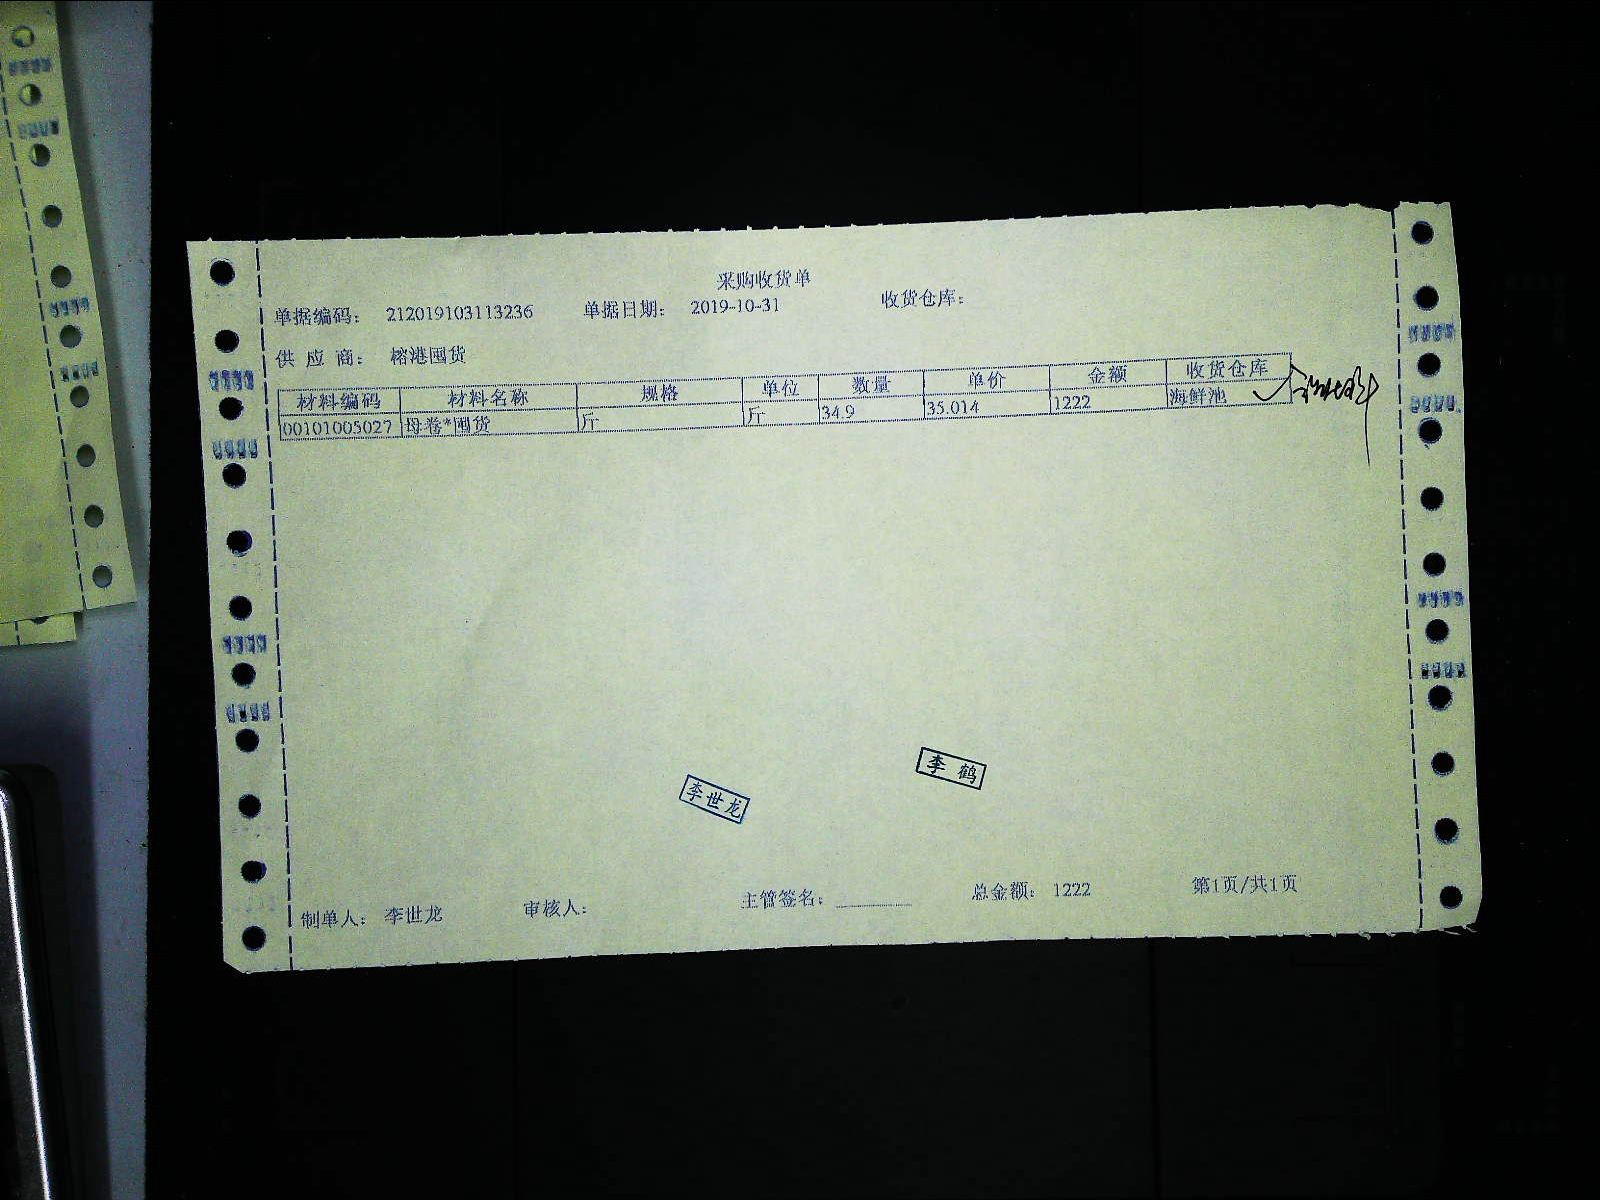 采购收货单
单据编码： 212019103113236 单据日期： 2019-10-31 收货仓库：
供 应 商： 榕港囤货
材料编码 材料名称 规格 单位 数量 单价 金额 收货仓库
00101005027 母卷*囤货 斤 斤 34.9 35.014 1222 海鲜池
李 鹤
李世龙
制单人： 李世龙 审核人： 主管签名： 总金额： 1222 第1页/共1页